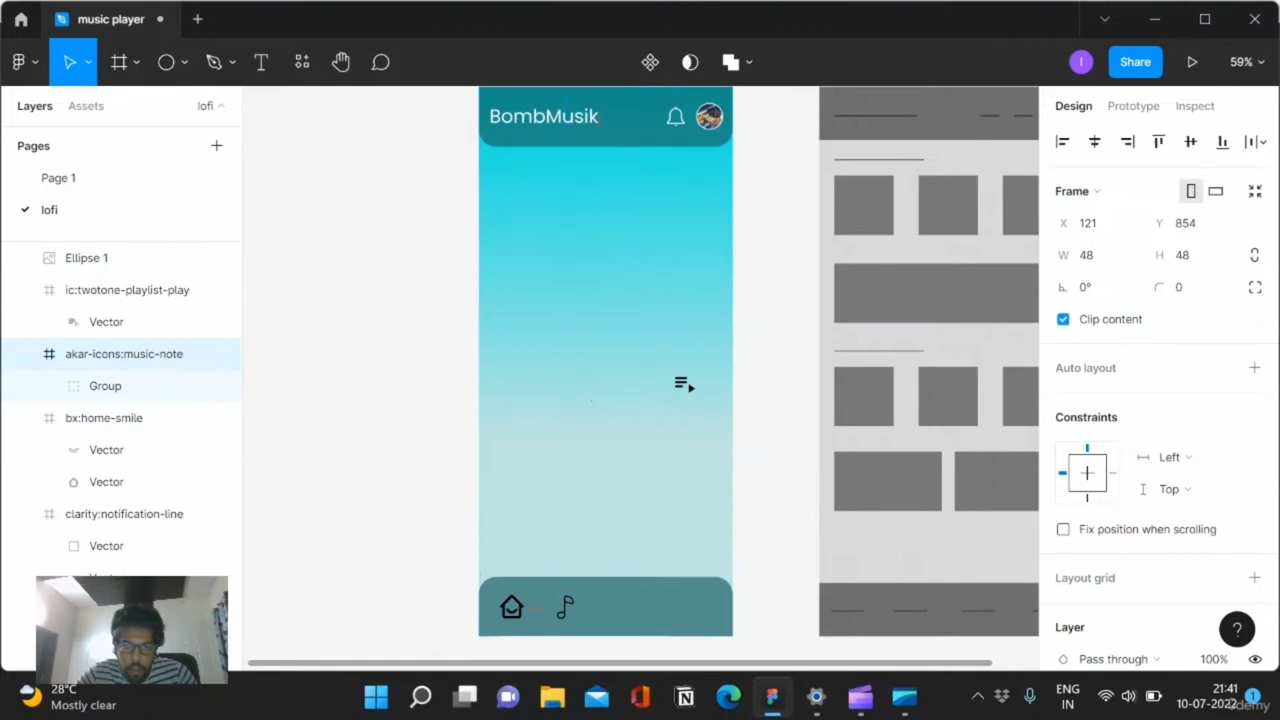 music player
Share
59%
Layers
Assets
lofi
Pages
Page 1
lofi
Ellipse 1
ic:twotone-playlist-play
Vector
akar-icons:music-note
Group
bx:home-smile
Vector
Vector
clarity:notification-line
Vector
BombMusik
Design
Prototype
Inspect
Frame
X 121
Y 854
W 48
H 48
0°
0
Clip content
Auto layout
Constraints
Left
Top
Fix position when scrolling
Layout grid
Layer
Pass through
100%
?
28°C
Mostly clear
ENG
IN
21:41
10-07-2022
1
Udemy